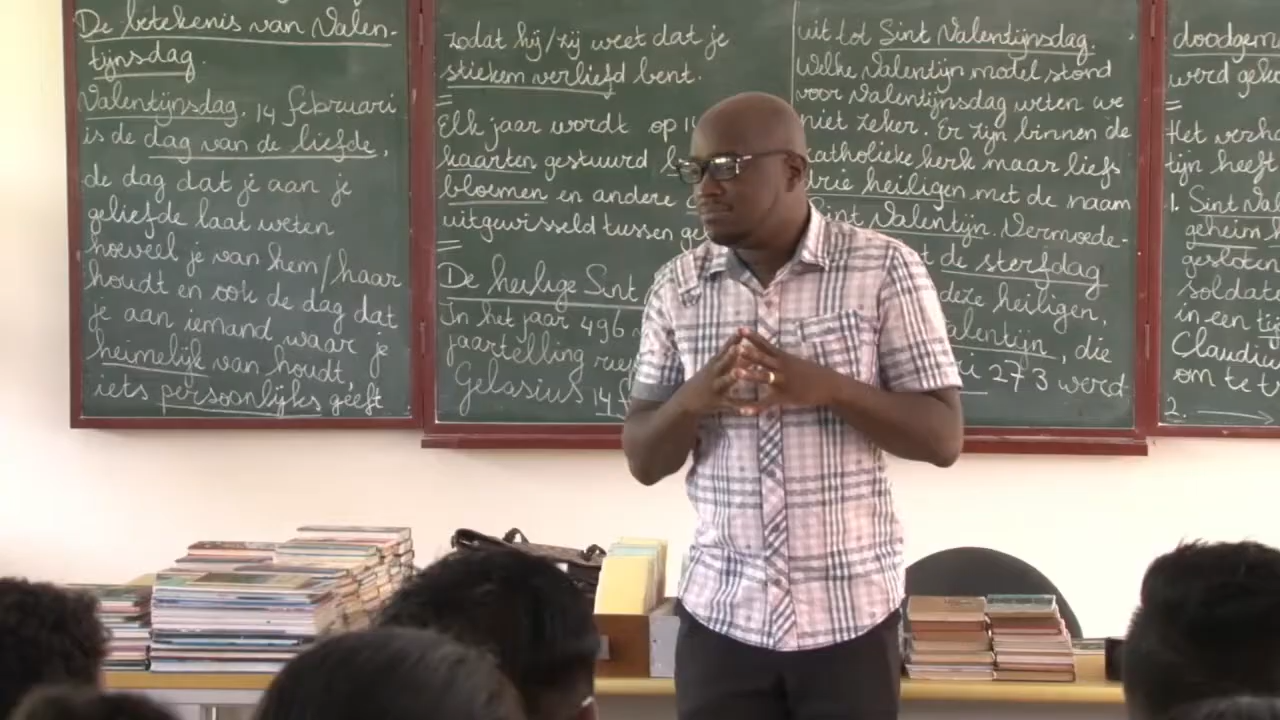 De betekenis van Valen-
tijnsdag.
Valentijnsdag, 14 februari
is de dag van de liefde,
de dag dat je aan je
geliefde laat weten
hoeveel je van hem/haar
houdt en ook de dag dat
je aan iemand waar je
heimelijk van houdt,
iets persoonlijks geeft
zodat hij/zij weet dat je
stiekem verliefd bent.
=
Elk jaar wordt op 14
kaarten gestuurd
bloemen en andere
uitgewisseld tussen
=
De heilige Sint
In het jaar 496
jaartelling
Gelasius 14
uit tot Sint Valentijnsdag.
Welke Valentijn model stond
voor Valentijnsdag weten we
niet zeker. Er zijn binnen de
catholieke kerk maar liefs
drie heiligen met de naam
Sint Valentijn. Vermoede-
de sterfdag
deze heiligen,
Valentijn, die
273 werd
werd
=
Het
tijn heeft
1. Sint
geheim
in een
om te
2.